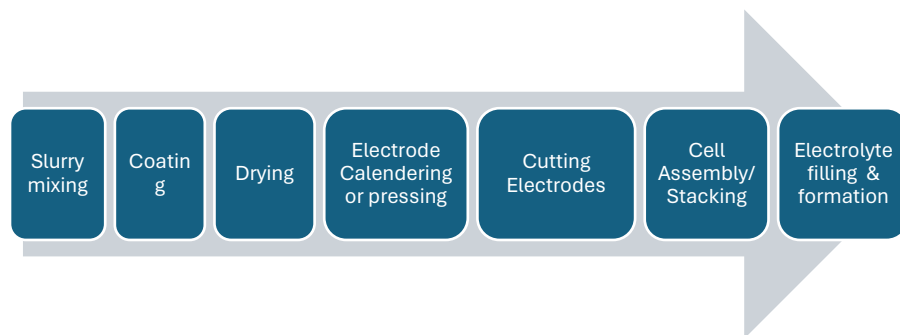 Slurry
mixing
Coatin
g
Drying
Electrode
Calendering
or pressing
Cutting
Electrodes
Cell
Assembly/
Stacking
Electrolyte
filling &
formation